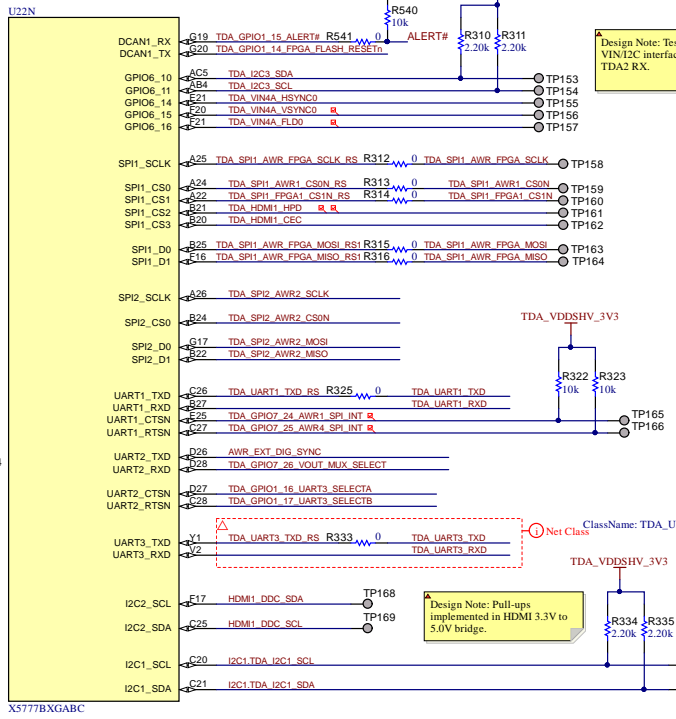 U22N
R540
10k
DCAN1_RX G19 TDA_GPIO1_15_ALERT# R541 0 ALERT#
DCAN1_TX G20 TDA_GPIO1_14_FPGA_FLASH_RESETn
R310 R311
2.20k 2.20k
Design Note: Tes
VIN/I2C interfac
TDA2 RX.
GPIO6_10 AC5 TDA_I2C3_SDA TP153
GPIO6_11 AB4 TDA_I2C3_SCL TP154
GPIO6_14 E21 TDA_VIN4A_HSYNC0 TP155
GPIO6_15 F20 TDA_VIN4A_VSYNC0 TP156
GPIO6_16 F21 TDA_VIN4A_FLD0 TP157
SPI1_SCLK A25 TDA_SPI1_AWR_FPGA_SCLK_RS R312 0 TDA_SPI1_AWR_FPGA_SCLK TP158
SPI1_CS0 A24 TDA_SPI1_AWR1_CS0N_RS R313 0 TDA_SPI1_AWR1_CS0N TP159
SPI1_CS1 A22 TDA_SPI1_FPGA1_CS1N_RS R314 0 TDA_SPI1_FPGA1_CS1N TP160
SPI1_CS2 B21 TDA_HDMI1_HPD TP161
SPI1_CS3 B20 TDA_HDMI1_CEC TP162
SPI1_D0 B25 TDA_SPI1_AWR_FPGA_MOSI_RS1 R315 0 TDA_SPI1_AWR_FPGA_MOSI TP163
SPI1_D1 F16 TDA_SPI1_AWR_FPGA_MISO_RS1 R316 0 TDA_SPI1_AWR_FPGA_MISO TP164
SPI2_SCLK A26 TDA_SPI2_AWR2_SCLK
SPI2_CS0 B24 TDA_SPI2_AWR2_CS0N
TDA_VDDSHV_3V3
SPI2_D0 G17 TDA_SPI2_AWR2_MOSI
SPI2_D1 B22 TDA_SPI2_AWR2_MISO
R322 R323
10k 10k
UART1_TXD C26 TDA_UART1_TXD_RS R325 0 TDA_UART1_TXD
UART1_RXD B27 TDA_UART1_RXD
UART1_CTSN E25 TDA_GPIO7_24_AWR1_SPI_INT TP165
UART1_RTSN C27 TDA_GPIO7_25_AWR4_SPI_INT TP166
UART2_TXD D26 AWR_EXT_DIG_SYNC
UART2_RXD D28 TDA_GPIO7_26_VOUT_MUX_SELECT
UART2_CTSN D27 TDA_GPIO1_16_UART3_SELECTA
UART2_RTSN C28 TDA_GPIO1_17_UART3_SELECTB
i Net Class ClassName: TDA_U
UART3_TXD Y1 TDA_UART3_TXD_RS R333 0 TDA_UART3_TXD
UART3_RXD V2 TDA_UART3_RXD
TDA_VDDSHV_3V3
I2C2_SCL F17 HDMI1_DDC_SDA TP168
I2C2_SDA C25 HDMI1_DDC_SCL TP169
Design Note: Pull-ups
implemented in HDMI 3.3V to
5.0V bridge.
R334 R335
2.20k 2.20k
I2C1_SCL C20 I2C1.TDA_I2C1_SCL
I2C1_SDA C21 I2C1.TDA_I2C1_SDA
X5777BXGABC